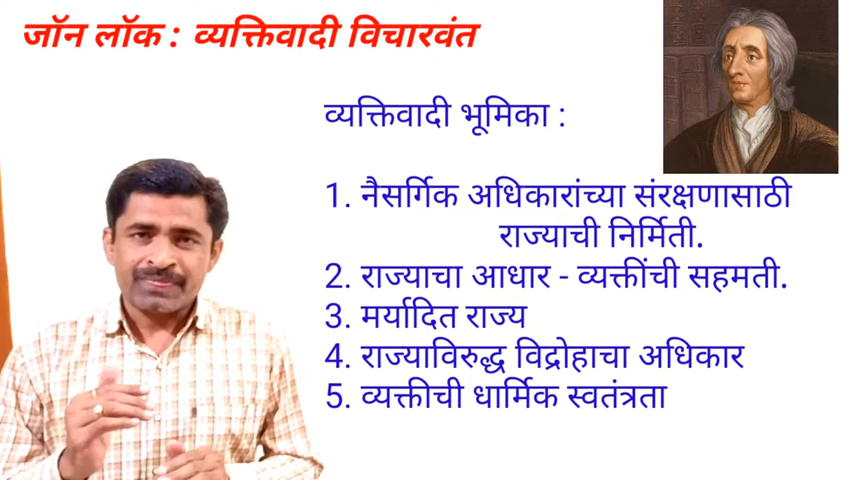 जॉन लॉक : व्यक्तिवादी विचारवंत
व्यक्तिवादी भूमिका :
1. नैसर्गिक अधिकारांच्या संरक्षणासाठी
राज्याची निर्मिती.
2. राज्याचा आधार - व्यक्तींची सहमती.
3. मर्यादित राज्य
4. राज्याविरुद्ध विद्रोहाचा अधिकार
5. व्यक्तीची धार्मिक स्वतंत्रता